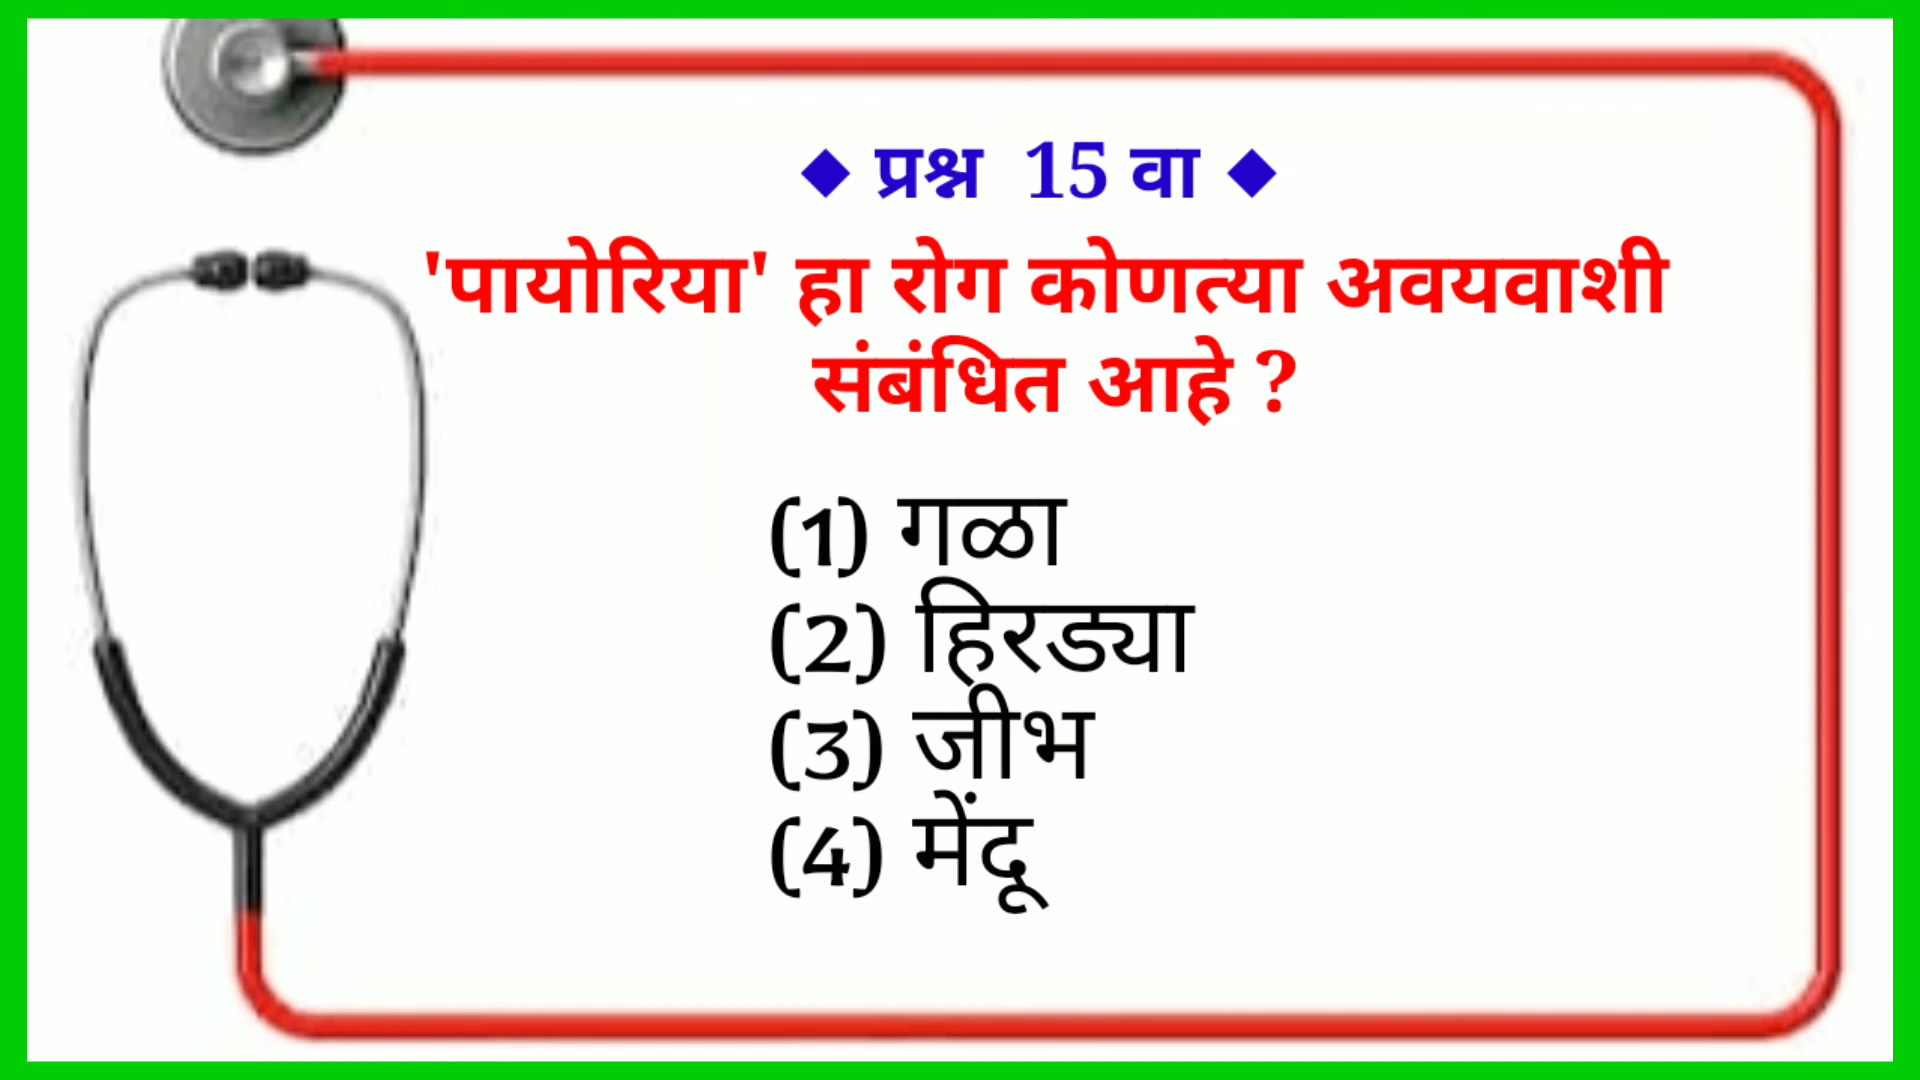 ◆ प्रश्न 15 वा ◆
'पायोरिया' हा रोग कोणत्या अवयवाशी
संबंधित आहे ?
(1) गळा
(2) हिरड्या
(3) जीभ
(4) मेंदू